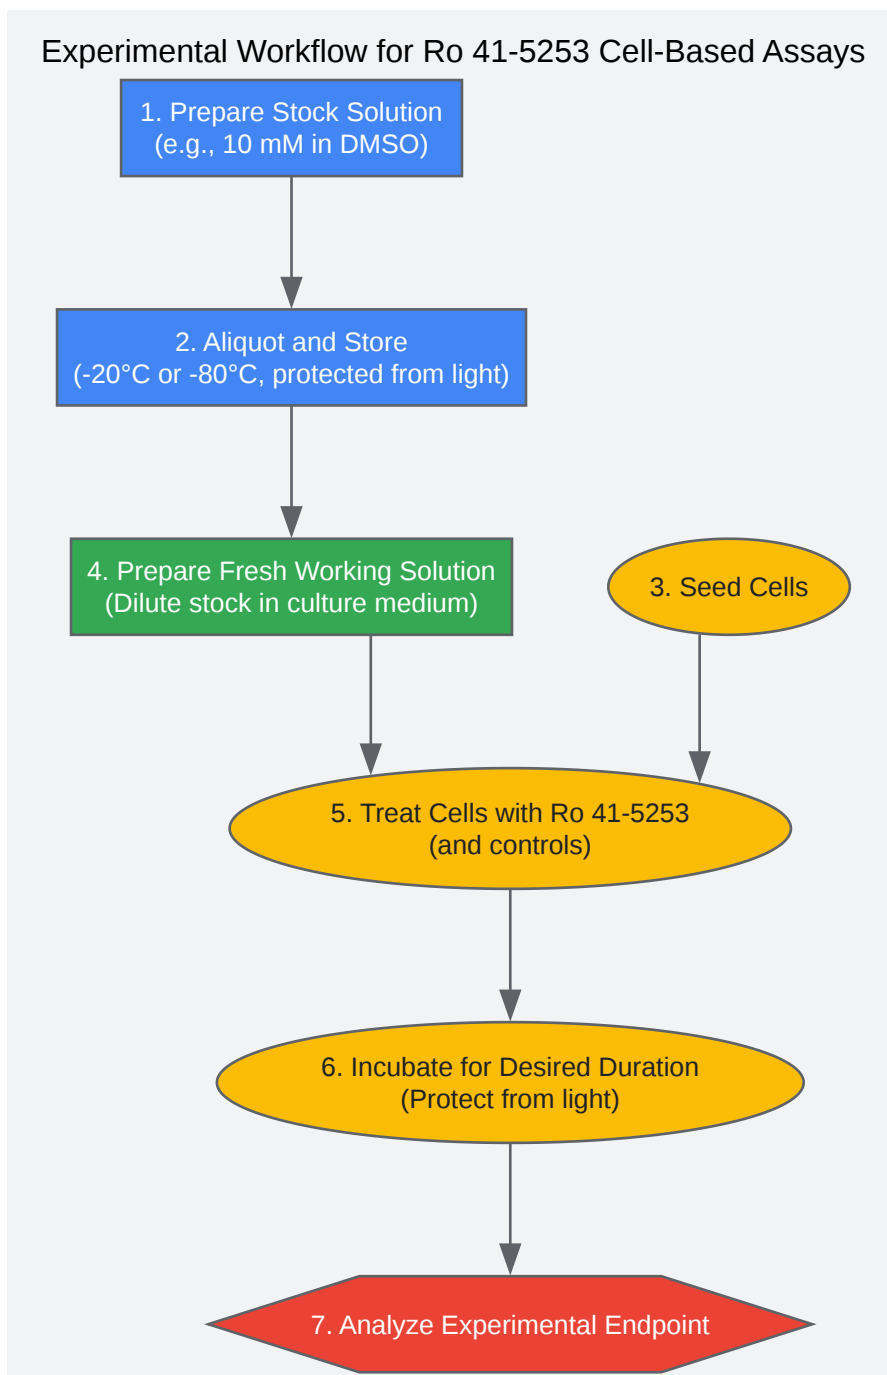 Experimental Workflow for Ro 41-5253 Cell-Based Assays
1. Prepare Stock Solution
(e.g., 10 mM in DMSO)
2. Aliquot and Store
(-20°C or -80°C, protected from light)
4. Prepare Fresh Working Solution
(Dilute stock in culture medium)
3. Seed Cells
5. Treat Cells with Ro 41-5253
(and controls)
6. Incubate for Desired Duration
(Protect from light)
7. Analyze Experimental Endpoint